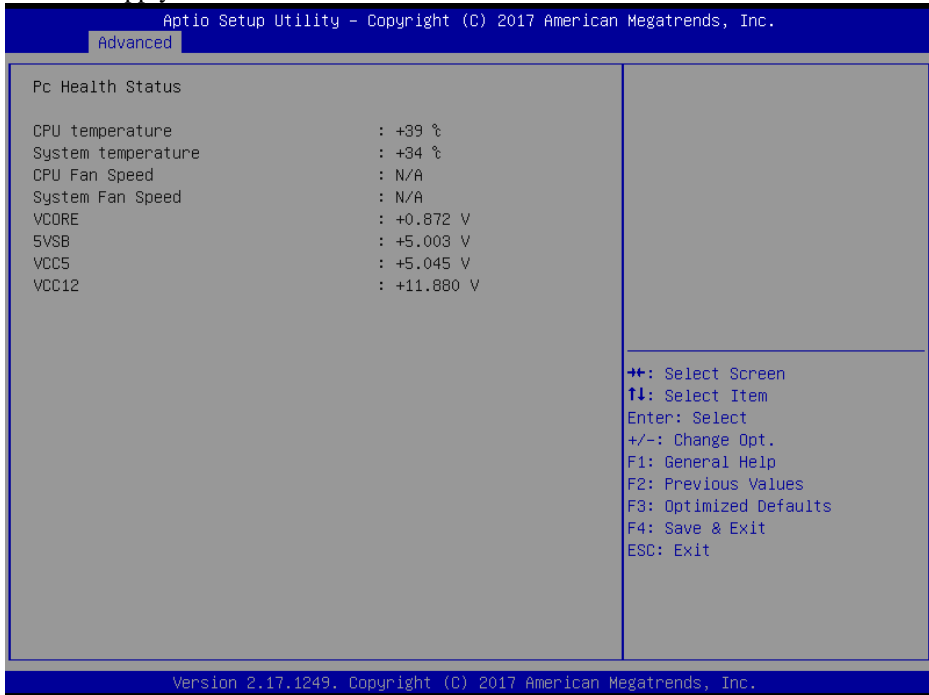 Aptio Setup Utility – Copyright (C) 2017 American Megatrends, Inc.
Advanced
Pc Health Status
CPU temperature : +39 ℃
System temperature : +34 ℃
CPU Fan Speed : N/A
System Fan Speed : N/A
VCORE : +0.872 V
5VSB : +5.003 V
VCC5 : +5.045 V
VCC12 : +11.880 V
→←: Select Screen
↑↓: Select Item
Enter: Select
+/-: Change Opt.
F1: General Help
F2: Previous Values
F3: Optimized Defaults
F4: Save & Exit
ESC: Exit
Version 2.17.1249. Copyright (C) 2017 American Megatrends, Inc.